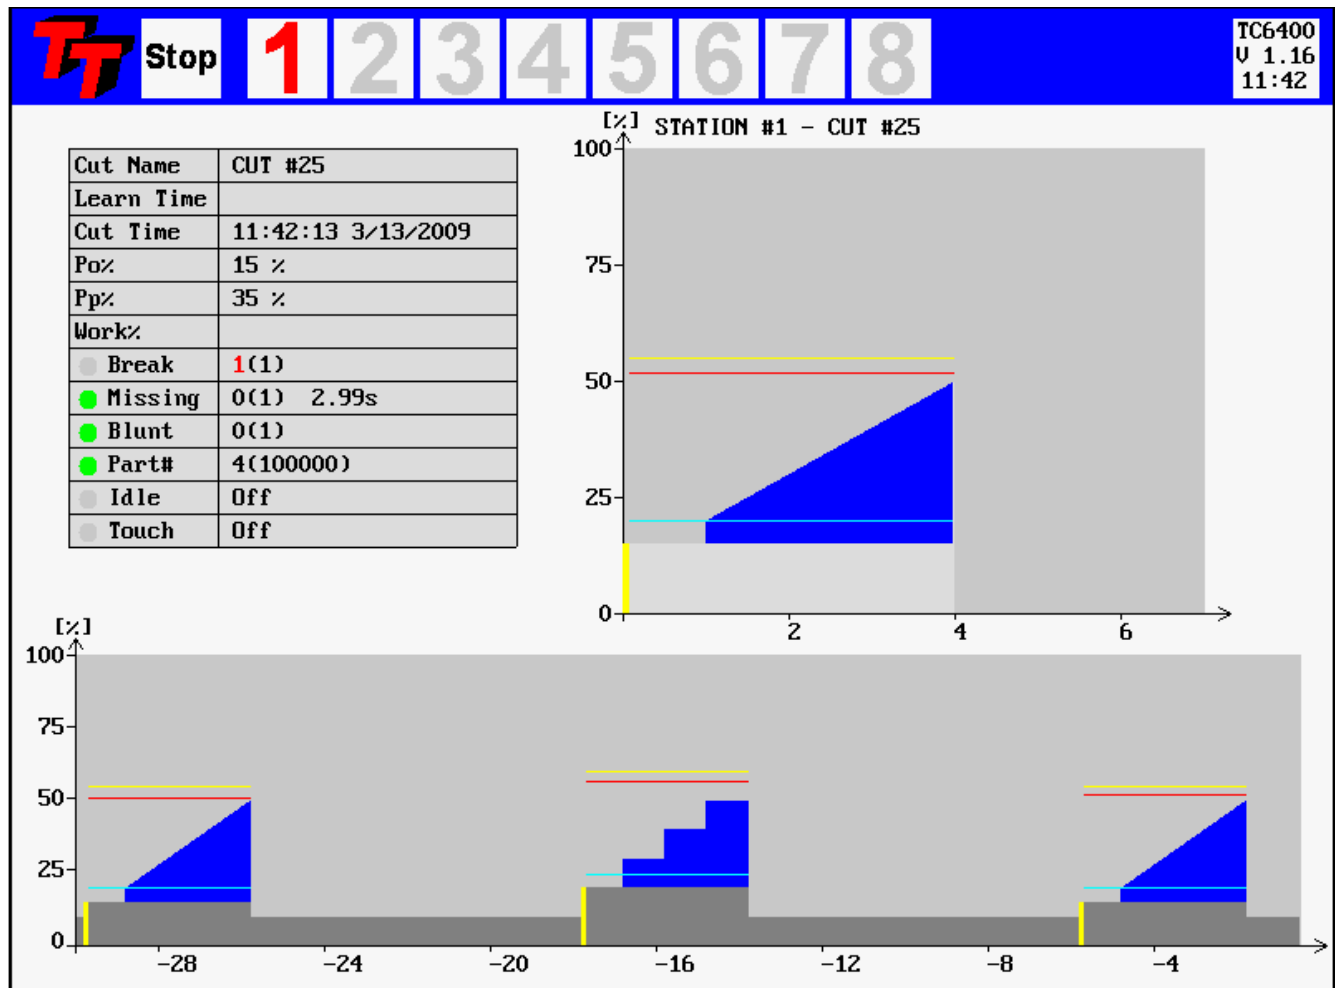 TT Stop 1 2 3 4 5 6 7 8
TC6400
V 1.16
11:42
Cut Name CUT #25
Learn Time
Cut Time 11:42:13 3/13/2009
Po% 15 %
Pp% 35 %
Work%
Break 1(1)
Missing 0(1) 2.99s
Blunt 0(1)
Part# 4(100000)
Idle Off
Touch Off
[%] STATION #1 - CUT #25
100
75
50
25
0
2 4 6
[%]
100
75
50
25
0
-28 -24 -20 -16 -12 -8 -4